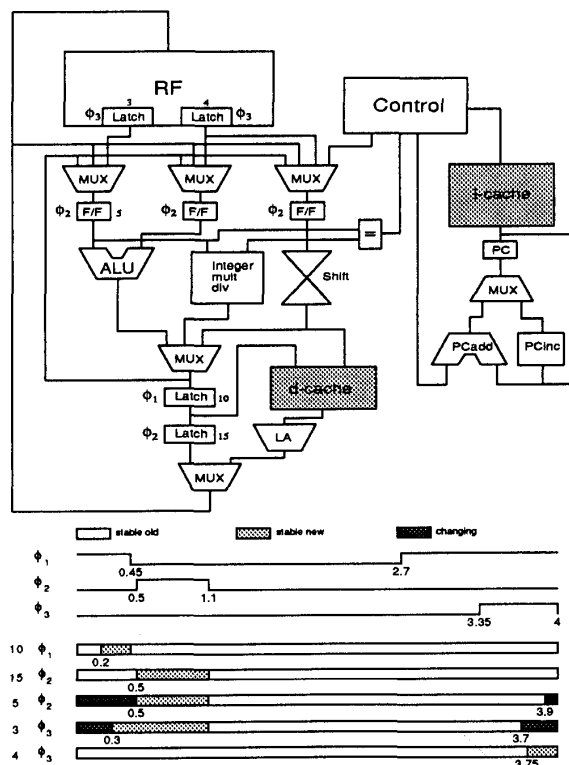 RF
3
4
ϕ3 Latch
Latch ϕ3
Control
MUX
MUX
MUX
I-cache
ϕ2 F/F 5
ϕ2 F/F
ϕ2 F/F
=
PC
ALU
Integer
mult
div
Shift
MUX
PCadd
PCinc
MUX
d-cache
ϕ1 Latch 10
ϕ2 Latch 15
LA
MUX
stable old
stable new
changing
ϕ1
0.45
2.7
ϕ2
0.5
1.1
ϕ3
3.35
4
10 ϕ1
0.2
15 ϕ2
0.5
5 ϕ2
0.5
3.9
3 ϕ3
0.3
3.7
4 ϕ3
3.75